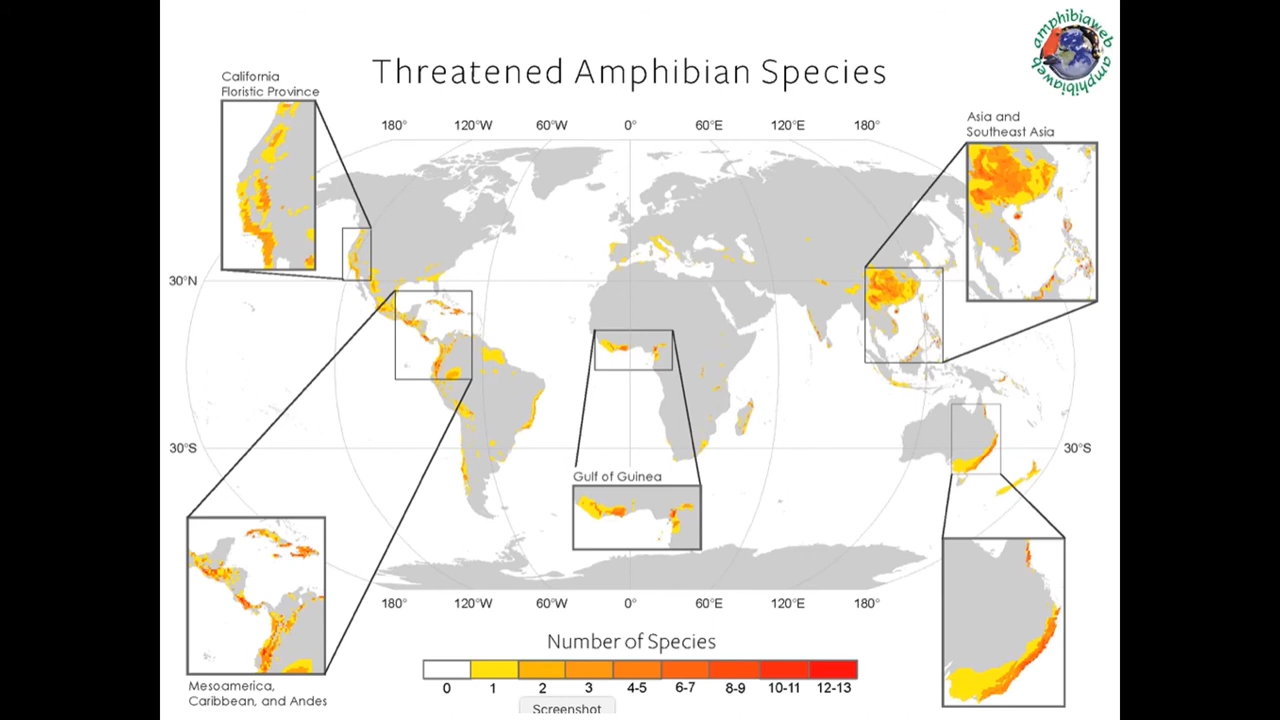 amphibiaweb
amphibiaweb
Threatened Amphibian Species
California
Floristic Province
Asia and
Southeast Asia
180° 120°W 60°W 0° 60°E 120°E 180°
30°N
30°S 30°S
Gulf of Guinea
180° 120°W 60°W 0° 60°E 120°E 180°
Number of Species
0 1 2 3 4-5 6-7 8-9 10-11 12-13
Mesoamerica,
Caribbean, and Andes
Screenshot